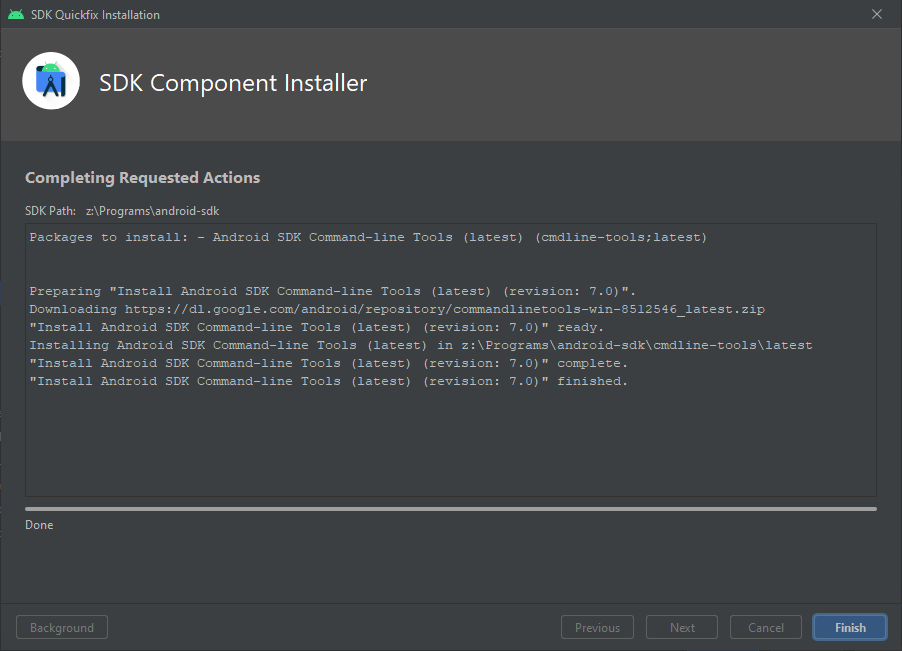 SDK Quickfix Installation
SDK Component Installer
Completing Requested Actions
SDK Path: z:\Programs\android-sdk
Packages to install: - Android SDK Command-line Tools (latest) (cmdline-tools;latest)
Preparing "Install Android SDK Command-line Tools (latest) (revision: 7.0)".
Downloading https://dl.google.com/android/repository/commandlinetools-win-8512546_latest.zip
"Install Android SDK Command-line Tools (latest) (revision: 7.0)" ready.
Installing Android SDK Command-line Tools (latest) in z:\Programs\android-sdk\cmdline-tools\latest
"Install Android SDK Command-line Tools (latest) (revision: 7.0)" complete.
"Install Android SDK Command-line Tools (latest) (revision: 7.0)" finished.
Done
Background Previous Next Cancel Finish